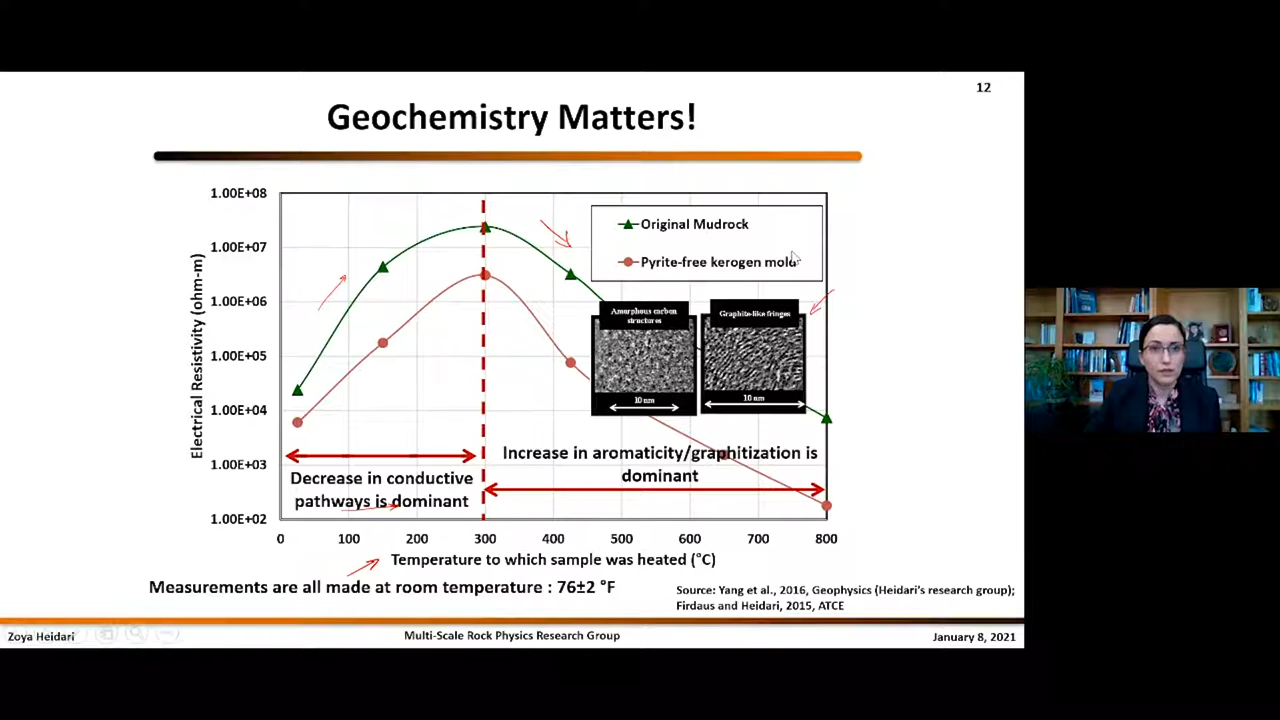 12
Geochemistry Matters!
1.00E+08
1.00E+07
1.00E+06
1.00E+05
1.00E+04
1.00E+03
1.00E+02
Electrical Resistivity (ohm-m)
Original Mudrock
Pyrite-free kerogen mold
Amorphous carbon
structures
10 nm
Graphite-like fringes
10 nm
Decrease in conductive
pathways is dominant
Increase in aromaticity/graphitization is
dominant
0 100 200 300 400 500 600 700 800
Temperature to which sample was heated (°C)
Measurements are all made at room temperature : 76±2 °F
Source: Yang et al., 2016, Geophysics (Heidari's research group);
Firdaus and Heidari, 2015, ATCE
Zoya Heidari
Multi-Scale Rock Physics Research Group
January 8, 2021